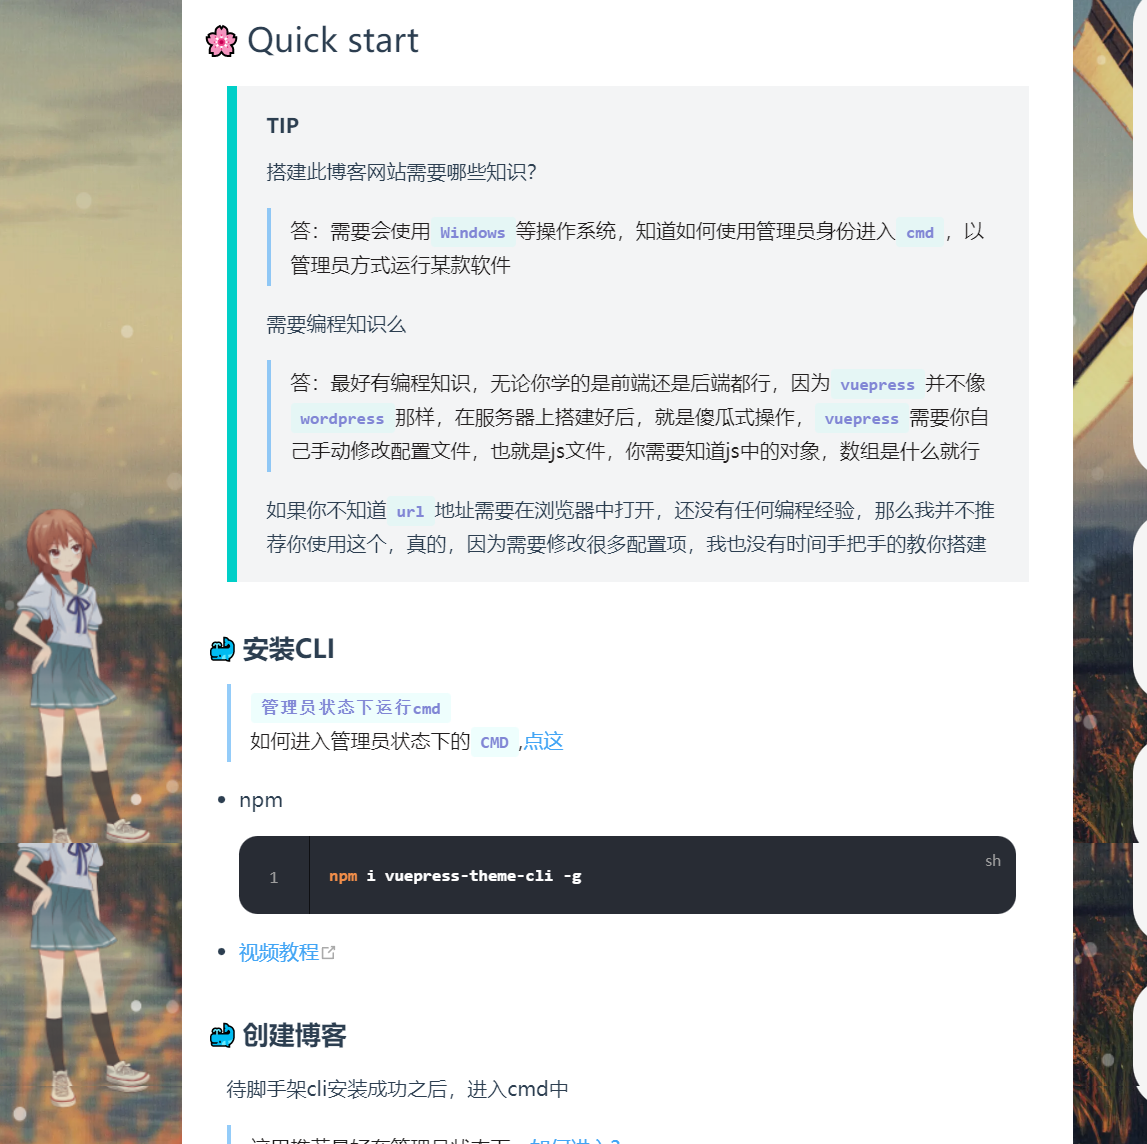 Quick start
TIP
搭建此博客网站需要哪些知识？
答：需要会使用 Windows 等操作系统，知道如何使用管理员身份进入 cmd ，以
管理员方式运行某款软件
需要编程知识么
答：最好有编程知识，无论你学的是前端还是后端都行，因为 vuepress 并不像
wordpress 那样，在服务器上搭建好后，就是傻瓜式操作， vuepress 需要你自
己手动修改配置文件，也就是js文件，你需要知道js中的对象，数组是什么就行
如果你不知道 url 地址需要在浏览器中打开，还没有任何编程经验，那么我并不推
荐你使用这个，真的，因为需要修改很多配置项，我也没有时间手把手的教你搭建
安装CLI
管理员状态下运行cmd
如何进入管理员状态下的 CMD ,点这
npm
sh
1 npm i vuepress-theme-cli -g
视频教程
创建博客
待脚手架cli安装成功之后，进入cmd中